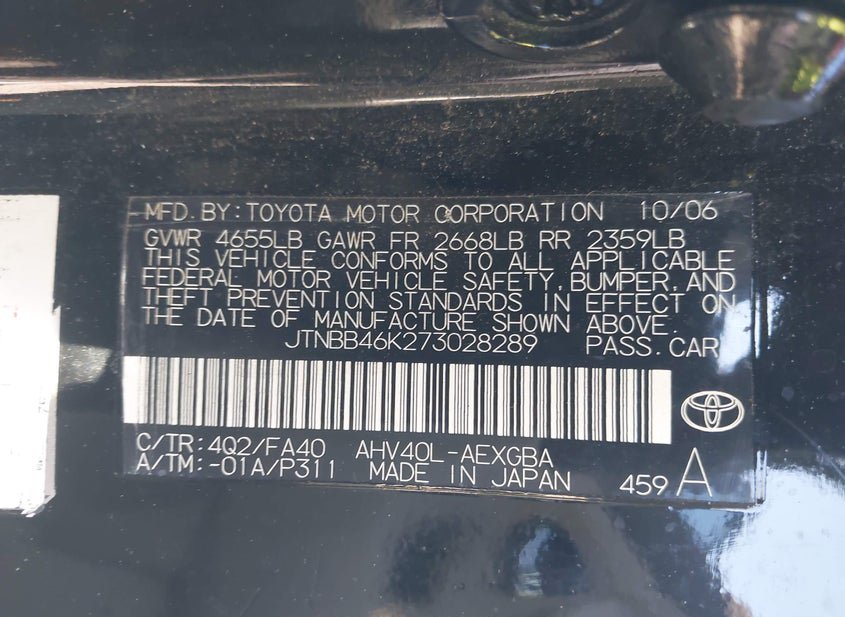 MFD.BY:TOYOTA MOTOR CORPORATION 10/06
GVWR 4655LB GAWR FR 2668LB RR 2359LB
THIS VEHICLE CONFORMS TO ALL APPLICABLE
FEDERAL MOTOR VEHICLE SAFETY,BUMPER,AND
THEFT PREVENTION STANDARDS IN EFFECT ON
THE DATE OF MANUFACTURE SHOWN ABOVE.
JTNBB46K273028289 PASS.CAR
C/TR:4Q2/FA40 AHV40L-AEXGBA
A/TM:-01A/P311 MADE IN JAPAN 459 A